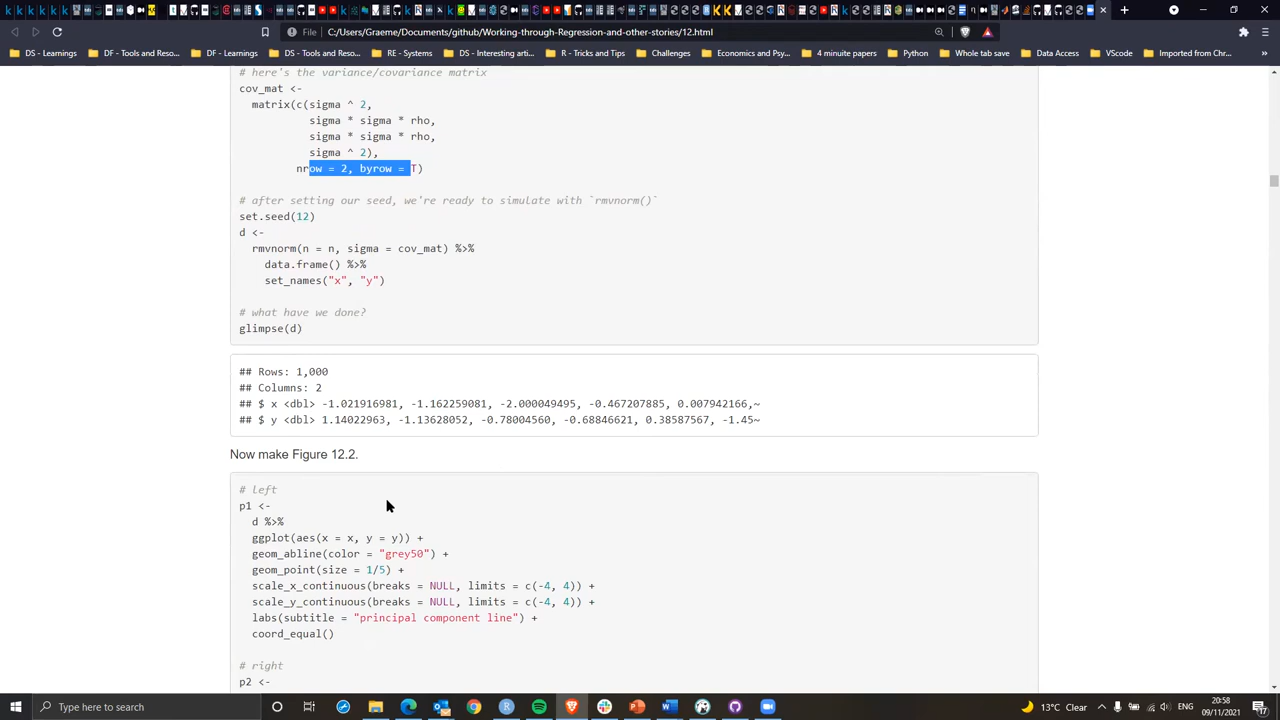 File
C:/Users/Graeme/Documents/github/Working-through-Regression-and-other-stories/12.html
DS - Learnings
DF - Tools and Reso...
DF - Learnings
DS - Tools and Reso...
RE - Systems
DS - Interesting artic...
R - Tricks and Tips
Challenges
Economics and Psy...
4 minute papers
Python
Whole tab save
Data Access
VScode
Imported from Chr...
# here's the variance/covariance matrix
cov_mat <-
matrix(c(sigma ^ 2,
sigma * sigma * rho,
sigma * sigma * rho,
sigma ^ 2),
nrow = 2, byrow = T)
# after setting our seed, we're ready to simulate with `rmvnorm()`
set.seed(12)
d <-
rmvnorm(n = n, sigma = cov_mat) %>%
data.frame() %>%
set_names("x", "y")
# what have we done?
glimpse(d)
## Rows: 1,000
## Columns: 2
## $ x <dbl> -1.021916981, -1.162259081, -2.000049495, -0.467207885, 0.007942166,~
## $ y <dbl> 1.14022963, -1.13628052, -0.78004560, -0.68846621, 0.38587567, -1.45~
Now make Figure 12.2.
# left
p1 <-
d %>%
ggplot(aes(x = x, y = y)) +
geom_abline(color = "grey50") +
geom_point(size = 1/5) +
scale_x_continuous(breaks = NULL, limits = c(-4, 4)) +
scale_y_continuous(breaks = NULL, limits = c(-4, 4)) +
labs(subtitle = "principal component line") +
coord_equal()
# right
p2 <-
Type here to search
13°C Clear
ENG
20:58
09/11/2021